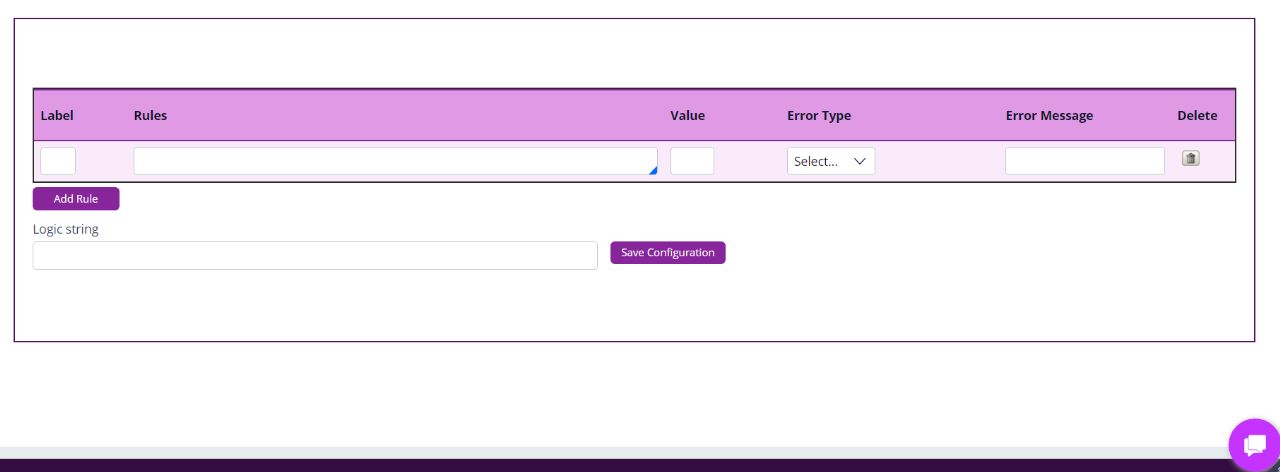 Label Rules Value Error Type Error Message Delete
Select...
Add Rule
Logic string
Save Configuration